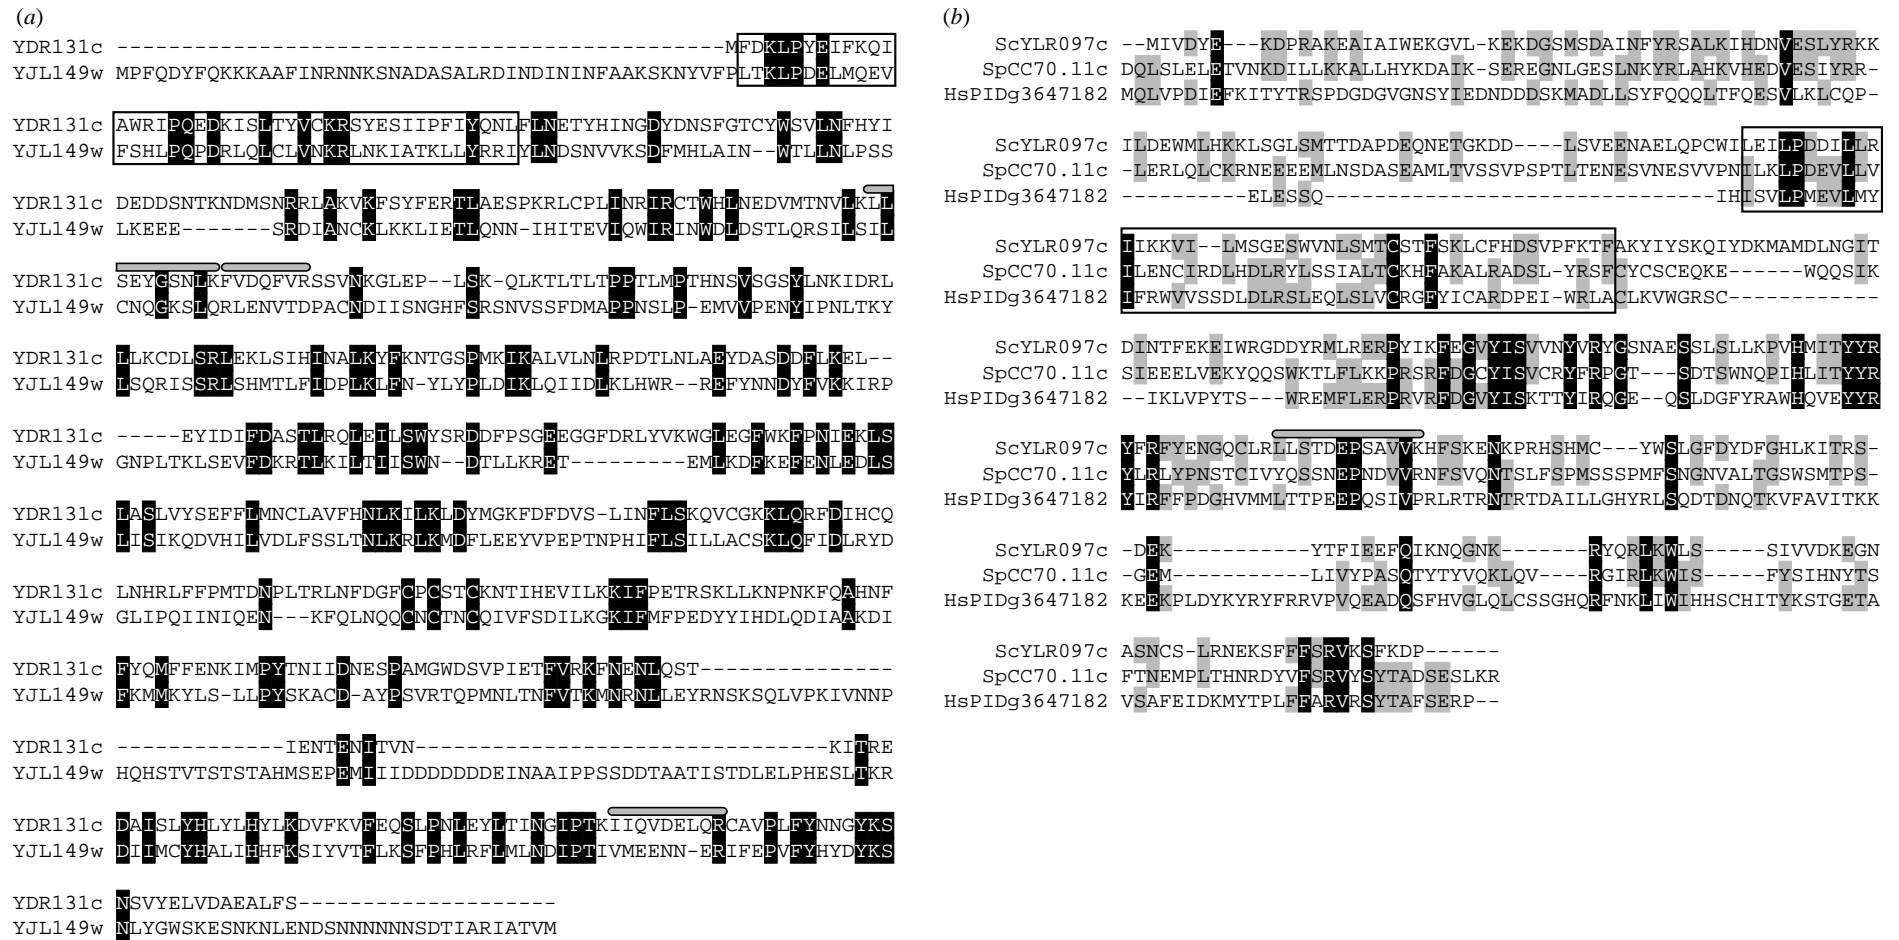 (a)
YDR131c -----------------------------------------------MFDKLPYEIFKQI
YJL149w MPFQDYFQKKKAAFINRNNKSNADASALRDINDININFAAKSKNYVFPLTKLPDELMQEV
YDR131c AWRIPQEDKISLTYVCKRSYESIIPFIYQNLFLNETYHINGDYDNSFGTCYWSVLNFHYI
YJL149w FSHLPQPDRLQLCLVNKRLNKIATKLLYRRIYLNDSNVVKSDFMHLAIN--WTLLNLPSS
YDR131c DEDDSNTKNDMSNRRLAKVKFSYFERTLAESPKRLCPLINRIRCTWHLNEDVMTNVLKLL
YJL149w LKEEE-------SRDIANCKLKKLIETLQNN-IHITEVIQWIRINWDLDSTLQRSILSIL
YDR131c SEYGSNLKFVDQFVRSSVNKGLEP--LSK-QLKTLTLTPPTLMPTHNSVSGSYLNKIDRL
YJL149w CNQGKSLQRLENVTDPACNDIISNGHFSRSNVSSFDMAPPNSLP-EMVVPENYIPNLTKY
YDR131c LLKCDLSRLEKLSIHINALKYFKNTGSPMKIKALVLNLRPDTLNLAEYDASDDFLKEL--
YJL149w LSQRISSRLSHMTLFIDPLKLFN-YLYPLDIKLQIIDLKLHWR--REFYNNDYFVKKIRP
YDR131c -----EYIDIFDASTLRQLEILSWYSRDDFPSGEEGGFDRLYVKWGLEGFWKFPNIEKLS
YJL149w GNPLTKLSEVFDKRTLKILTIISWN--DTLLKRET---------EMLKDFKEFENLEDLS
YDR131c LASLVYSEFFLMNCLAVFHNLKILKLDYMGKFDFDVS-LINFLSKQVCGKKLQRFDIHCQ
YJL149w LISIKQDVHILVDLFSSLTNLKRLKMDFLEEYVPEPTNPHIFLSILLACSKLQFIDLRYD
YDR131c LNHRLFFPMTDNPLTRLNFDGFCPCSTCKNTIHEVILKKIFPETRSKLLKNPNKFQAHNF
YJL149w GLIPQIINIQEN---KFQLNQQCNCTNCQIVFSDILKGKIFMFPEDYYIHDLQDIAAKDI
YDR131c FYQMFFENKIMPYTNIIDNESPAMGWDSVPIETFVRKFNENLQST---------------
YJL149w FKMMKYLS-LLPYSKACD-AYPSVRTQPMNLTNFVTKMNRNLLEYRNSKSQLVPKIVNNP
YDR131c -------------IENTENITVN--------------------------------KITRE
YJL149w HQHSTVTSTSTAHMSEPEMIIIDDDDDDDEINAAIPPSSDDTAATISTDLELPHESLTKR
YDR131c DAISLYHLYLHYLKDVFKVFEQSLPNLEYLTINGIPTKIIQVDELQRCAVPLFYNNGYKS
YJL149w DIIMCYHALIHHFKSIYVTFLKSFPHLRFLMLNDIPTIVMEENN-ERIFEPVFYHYDYKS
YDR131c NSVYELVDAEALFS--------------------
YJL149w NLYGWSKESNKNLENDSNNNNNNSDTIARIATVM
(b)
ScYLR097c --MIVDYE---KDPRAKEAIAIWEKGVL-KEKDGSMSDAINFYRSALKIHDNVESLYRKK
SpCC70.11c DQLSLELETVNKDILLKKALLHYKDAIK-SEREGNLGESLNKYRLAHKVHEDVESIYRR-
HsPIDg3647182 MQLVPDIEFKITYTRSPDGDGVGNSYIEDNDDDSKMADLLSYFQQQLTFQESVLKLCQP-
ScYLR097c ILDEWMLHKKLSGLSMTTDAPDEQNETGKDD----LSVEENAELQPCWILEILPDDILLR
SpCC70.11c -LERLQLCKRNEEEEMLNSDASEAMLTVSSVPSPTLTENESVNESVVPNILKLPDEVLLV
HsPIDg3647182 ----------ELESSQ-------------------------------IHISVLPMEVLMY
ScYLR097c IIKKVI--LMSGESWVNLSMTCSTFSKLCFHDSVPFKTFAKYIYSKQIYDKMAMDLNGIT
SpCC70.11c ILENCIRDLHDLRYLSSIALTCKHFAKALRADSL-YRSFCYCSCEQKE------WQQSIK
HsPIDg3647182 IFRWVVSSDLDLRSLEQLSLVCRGFYICARDPEI-WRLACLKVWGRSC------------
ScYLR097c DINTFEKEIWRGDDYRMLRERPYIKFEGVYISVVNYVRYGSNAESSLSLLKPVHMITYYR
SpCC70.11c SIEEELVEKYQQSWKTLFLKKPRSRFDGCYISVCRYFRPGT---SDTSWNQPIHLITYYR
HsPIDg3647182 --IKLVPYTS---WREMFLERPRVRFDGVYISKTTYIRQGE--QSLDGFYRAWHQVEYYR
ScYLR097c YFRFYENGQCLRLLSTDEPSAVVKHFSKENKPRHSHMC---YWSLGFDYDFGHLKITRS-
SpCC70.11c YLRLYPNSTCIVYQSSNEPNDVVRNFSVQNTSLFSPMSSSPMFSNGNVALTGSWSMTPS-
HsPIDg3647182 YIRFFPDGHVMMLTTPEEPQSIVPRLRTRNTRTDAILLGHYRLSQDTDNQTKVFAVITKK
ScYLR097c -DEK-----------YTFIEEFQIKNQGNK-------RYQRLKWLS-----SIVVDKEGN
SpCC70.11c -GEM-----------LIVYPASQTYTYVQKLQV----RGIRLKWIS-----FYSIHNYTS
HsPIDg3647182 KEEKPLDYKYRYFRRVPVQEADQSFHVGLQLCSSGHQRFNKLIWIHHSCHITYKSTGETA
ScYLR097c ASNCS-LRNEKSFFFSRVKSFKDP------
SpCC70.11c FTNEMPLTHNRDYVFSRVYSYTADSESLKR
HsPIDg3647182 VSAFEIDKMYTPLFFARVRSYTAFSERP--